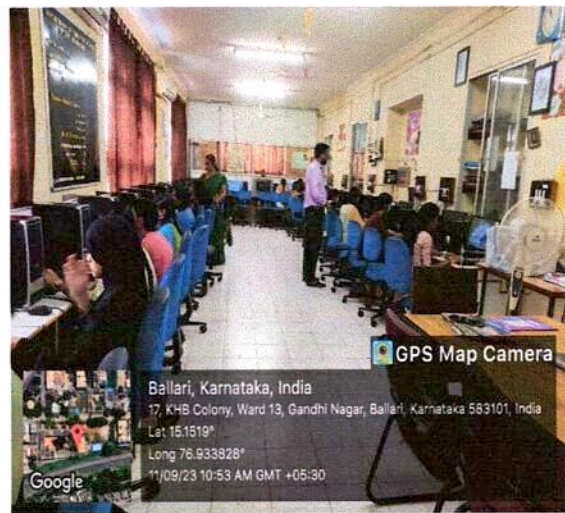 GPS Map Camera
Ballari, Karnataka, India
17, KHB Colony, Ward 13, Gandhi Nagar, Ballari, Karnataka 583101, India
Lat 15.1519°
Long 76.933828°
11/09/23 10:53 AM GMT +05:30
Google